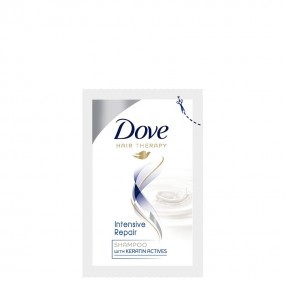 Dove
HAIR THERAPY
Intensive
Repair
SHAMPOO
WITH KERATIN ACTIVES